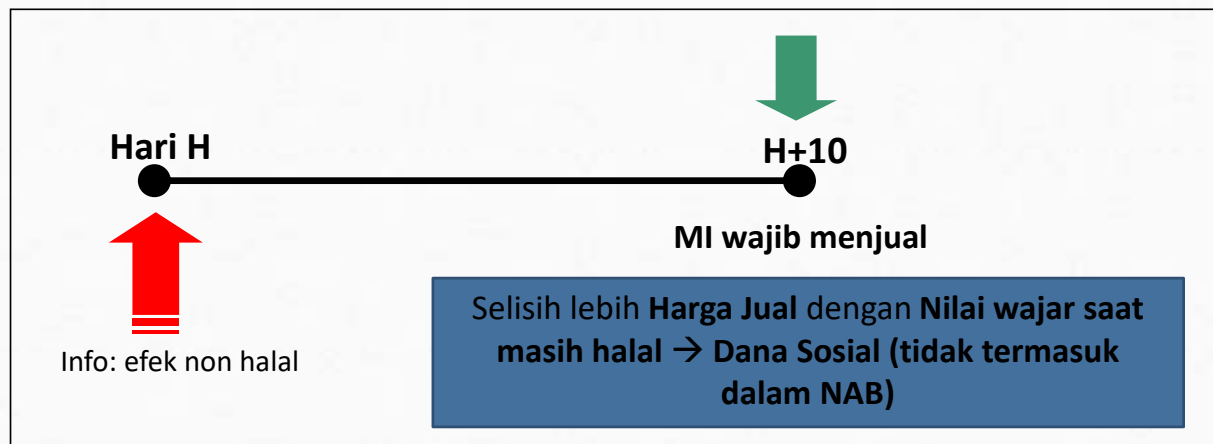 Hari H
H+10
MI wajib menjual
Info: efek non halal
Selisih lebih Harga Jual dengan Nilai wajar saat
masih halal → Dana Sosial (tidak termasuk
dalam NAB)